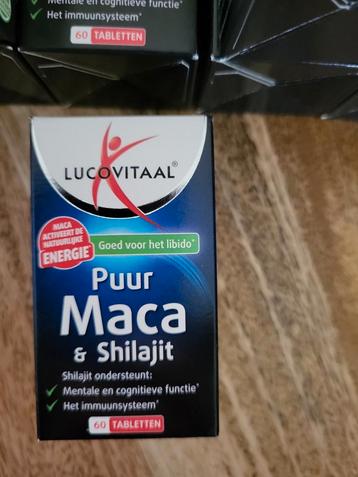 Mentale en cognitieve functie*
✓ Het immuunsysteem*
60 TABLETTEN
LUCOVITAAL®
MACA
ACTIVEERT DE
NATUURLIJKE
ENERGIE*
Goed voor het libido*
Puur
Maca
& Shilajit
Shilajit ondersteunt:
✓ Mentale en cognitieve functie*
✓ Het immuunsysteem*
60 TABLETTEN